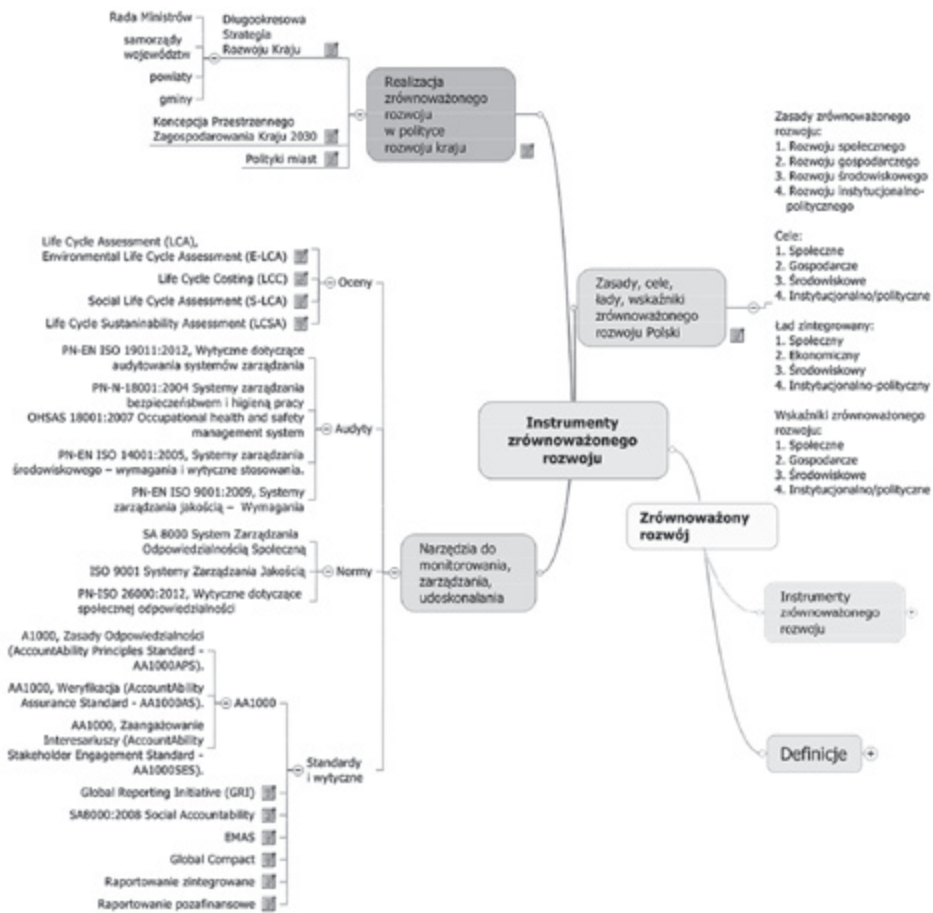 Rada Ministrów
samorządy
województw
powiaty
gminy
Długookresowa
Strategia
Rozwoju Kraju
Koncepcja Przestrzennego
Zagospodarowania Kraju 2030
Polityki miast
Realizacja
zrównoważonego
rozwoju
w polityce
rozwoju kraju
Zasady zrównoważonego
rozwoju:
1. Rozwoju społecznego
2. Rozwoju gospodarczego
3. Rozwoju środowiskowego
4. Rozwoju instytucjonalno-
politycznego
Cele:
1. Społeczne
2. Gospodarcze
3. Środowiskowe
4. Instytucjonalno/polityczne
Ład zintegrowany:
1. Społeczny
2. Ekonomiczny
3. Środowiskowy
4. Instytucjonalno-polityczny
Wskaźniki zrównoważonego
rozwoju:
1. Społeczne
2. Gospodarcze
3. Środowiskowe
4. Instytucjonalno/polityczne
Zasady, cele,
łady, wskaźniki
zrównoważonego
rozwoju Polski
Life Cycle Assessment (LCA),
Environmental Life Cycle Assessment (E-LCA)
Life Cycle Costing (LCC)
Social Life Cycle Assessment (S-LCA)
Life Cycle Sustaninability Assessment (LCSA)
Oceny
PN-EN ISO 19011:2012, Wytyczne dotyczące
audytowania systemów zarządzania
PN-N-18001:2004 Systemy zarządzania
bezpieczeństwem i higieną pracy
OHSAS 18001:2007 Occupational health and safety
management system
PN-EN ISO 14001:2005, Systemy zarządzania
środowiskowego – wymagania i wytyczne stosowania.
PN-EN ISO 9001:2009, Systemy
zarządzania jakością – Wymagania
Audyty
Instrumenty
zrównoważonego
rozwoju
Zrównoważony
rozwój
SA 8000 System Zarządzania
Odpowiedzialnością Społeczną
ISO 9001 Systemy Zarządzania Jakością
PN-ISO 26000:2012, Wytyczne dotyczące
społecznej odpowiedzialności
Normy
Narzędzia do
monitorowania,
zarządzania,
udoskonalania
Instrumenty
zrównoważonego
rozwoju
Definicje
A1000, Zasady Odpowiedzialności
(AccountAbility Principles Standard -
AA1000APS).
AA1000, Weryfikacja (AccountAbility
Assurance Standard - AA1000AS).
AA1000, Zaangażowanie
Interesariuszy (AccountAbility
Stakeholder Engagement Standard -
AA1000SES).
AA1000
Standardy
i wytyczne
Global Reporting Initiative (GRI)
SA8000:2008 Social Accountability
EMAS
Global Compact
Raportowanie zintegrowane
Raportowanie pozafinansowe